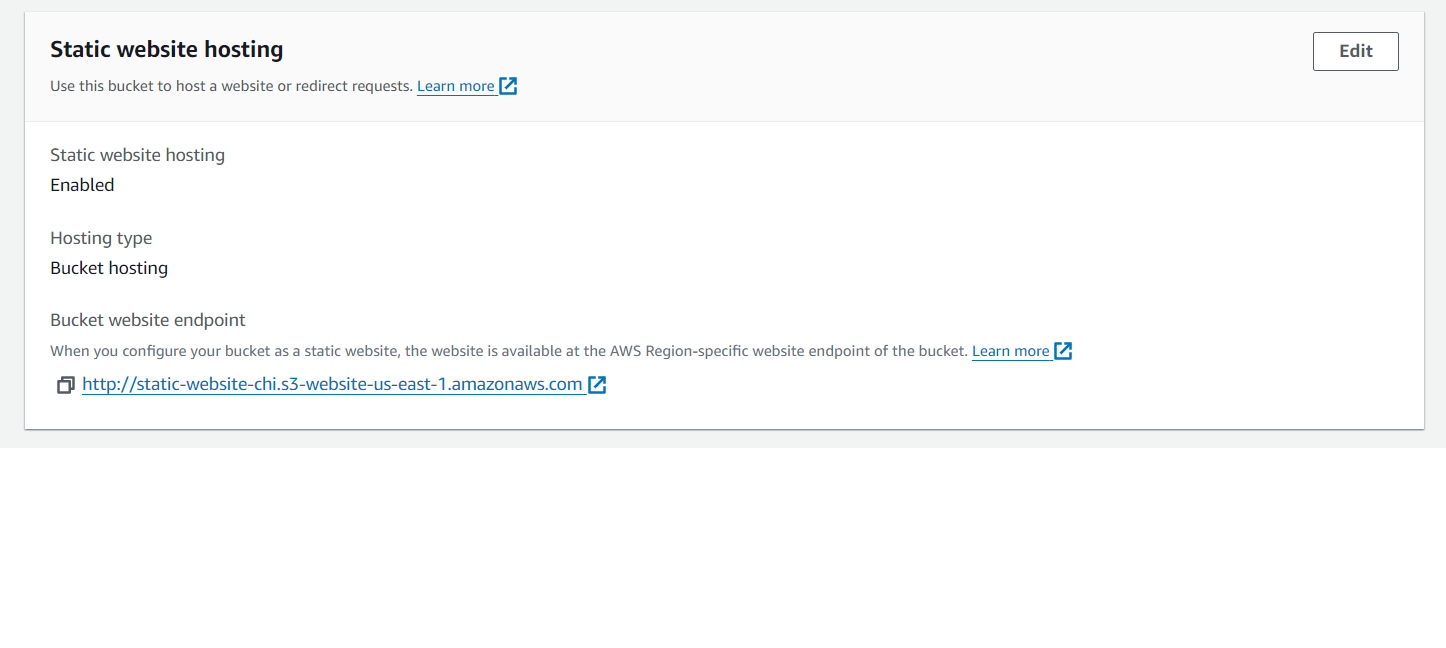 Static website hosting
Edit
Use this bucket to host a website or redirect requests. Learn more
Static website hosting
Enabled
Hosting type
Bucket hosting
Bucket website endpoint
When you configure your bucket as a static website, the website is available at the AWS Region-specific website endpoint of the bucket. Learn more
http://static-website-chi.s3-website-us-east-1.amazonaws.com